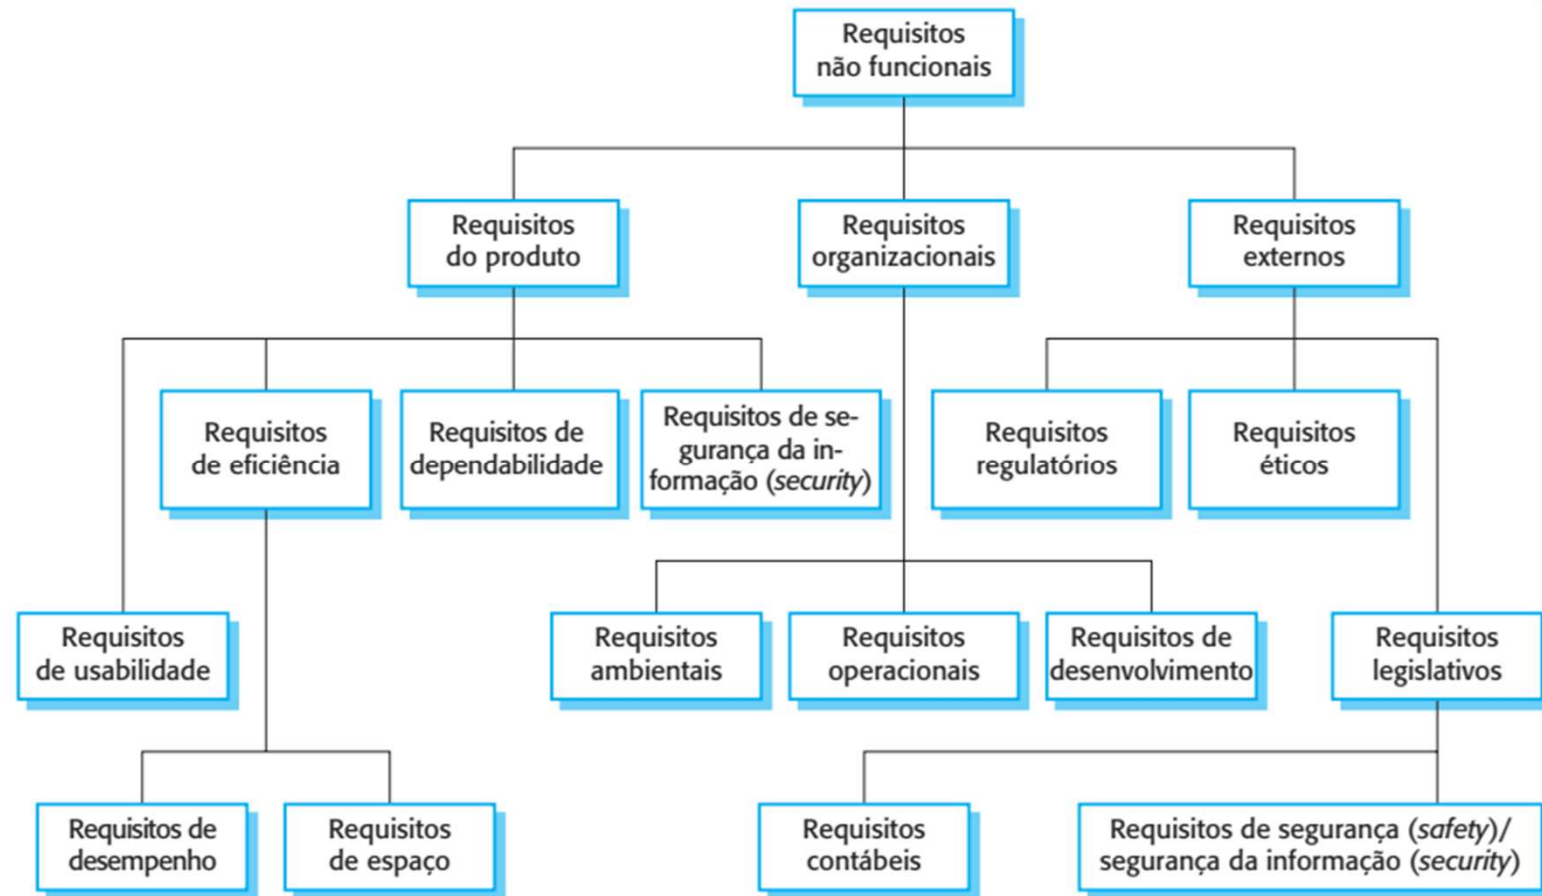 Requisitos
não funcionais
Requisitos
do produto
Requisitos
organizacionais
Requisitos
externos
Requisitos
de eficiência
Requisitos de
dependabilidade
Requisitos de se-
gurança da in-
formação (security)
Requisitos
regulatórios
Requisitos
éticos
Requisitos
de usabilidade
Requisitos
ambientais
Requisitos
operacionais
Requisitos de
desenvolvimento
Requisitos
legislativos
Requisitos de
desempenho
Requisitos
de espaço
Requisitos
contábeis
Requisitos de segurança (safety)/
segurança da informação (security)